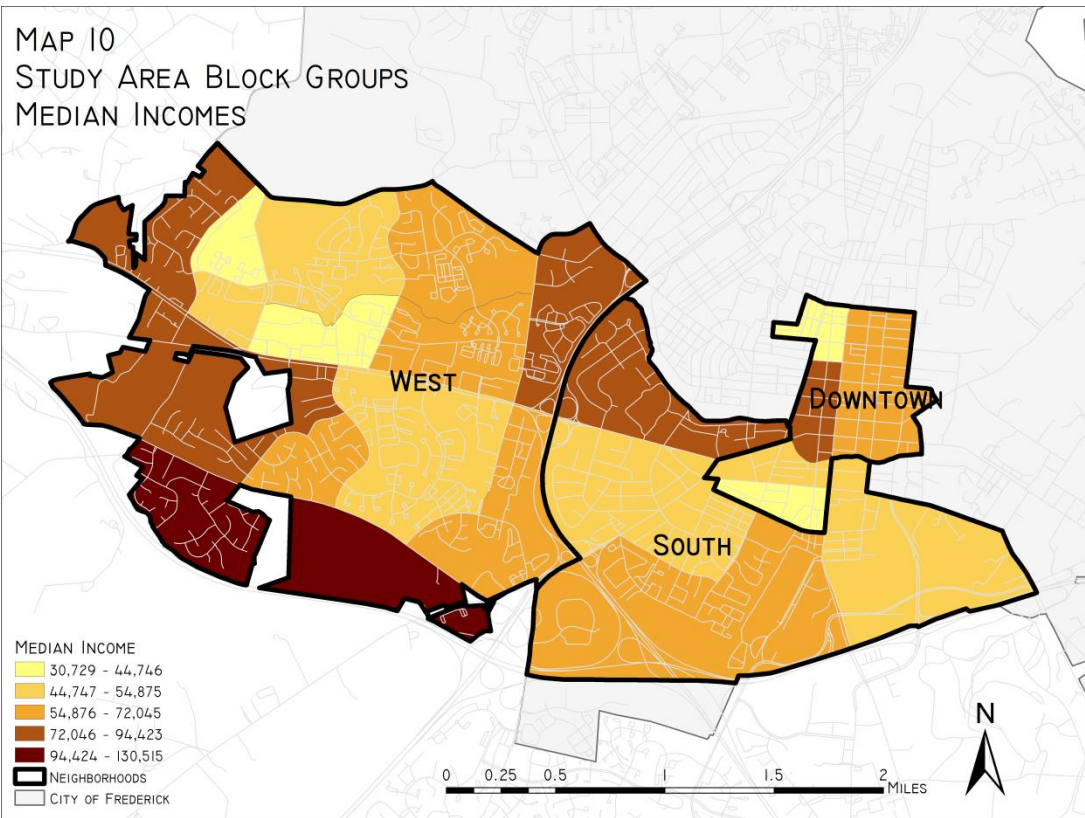 Map 10
Study Area Block Groups
Median Incomes
West
Downtown
South
Median Income
30,729 - 44,746
44,747 - 54,875
54,876 - 72,045
72,046 - 94,423
94,424 - 130,515
Neighborhoods
City of Frederick
0 0.25 0.5 1 1.5 2
Miles
N